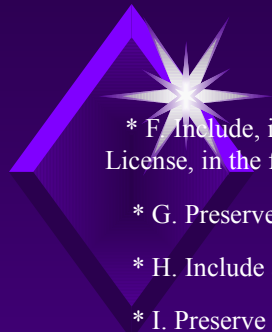 * F. Include, i
License, in the f
* G. Preserve
* H. Include
* I. Preserve